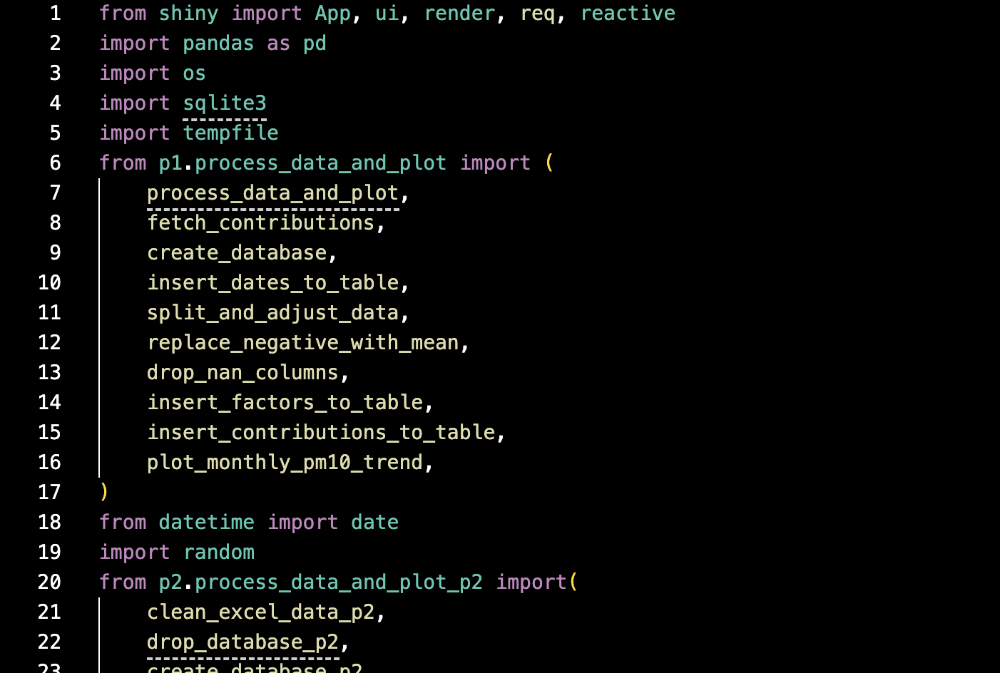 1 from shiny import App, ui, render, req, reactive
2 import pandas as pd
3 import os
4 import sqlite3
5 import tempfile
6 from p1.process_data_and_plot import (
7 process_data_and_plot,
8 fetch_contributions,
9 create_database,
10 insert_dates_to_table,
11 split_and_adjust_data,
12 replace_negative_with_mean,
13 drop_nan_columns,
14 insert_factors_to_table,
15 insert_contributions_to_table,
16 plot_monthly_pm10_trend,
17 )
18 from datetime import date
19 import random
20 from p2.process_data_and_plot_p2 import(
21 clean_excel_data_p2,
22 drop_database_p2,
23 create_database_p2